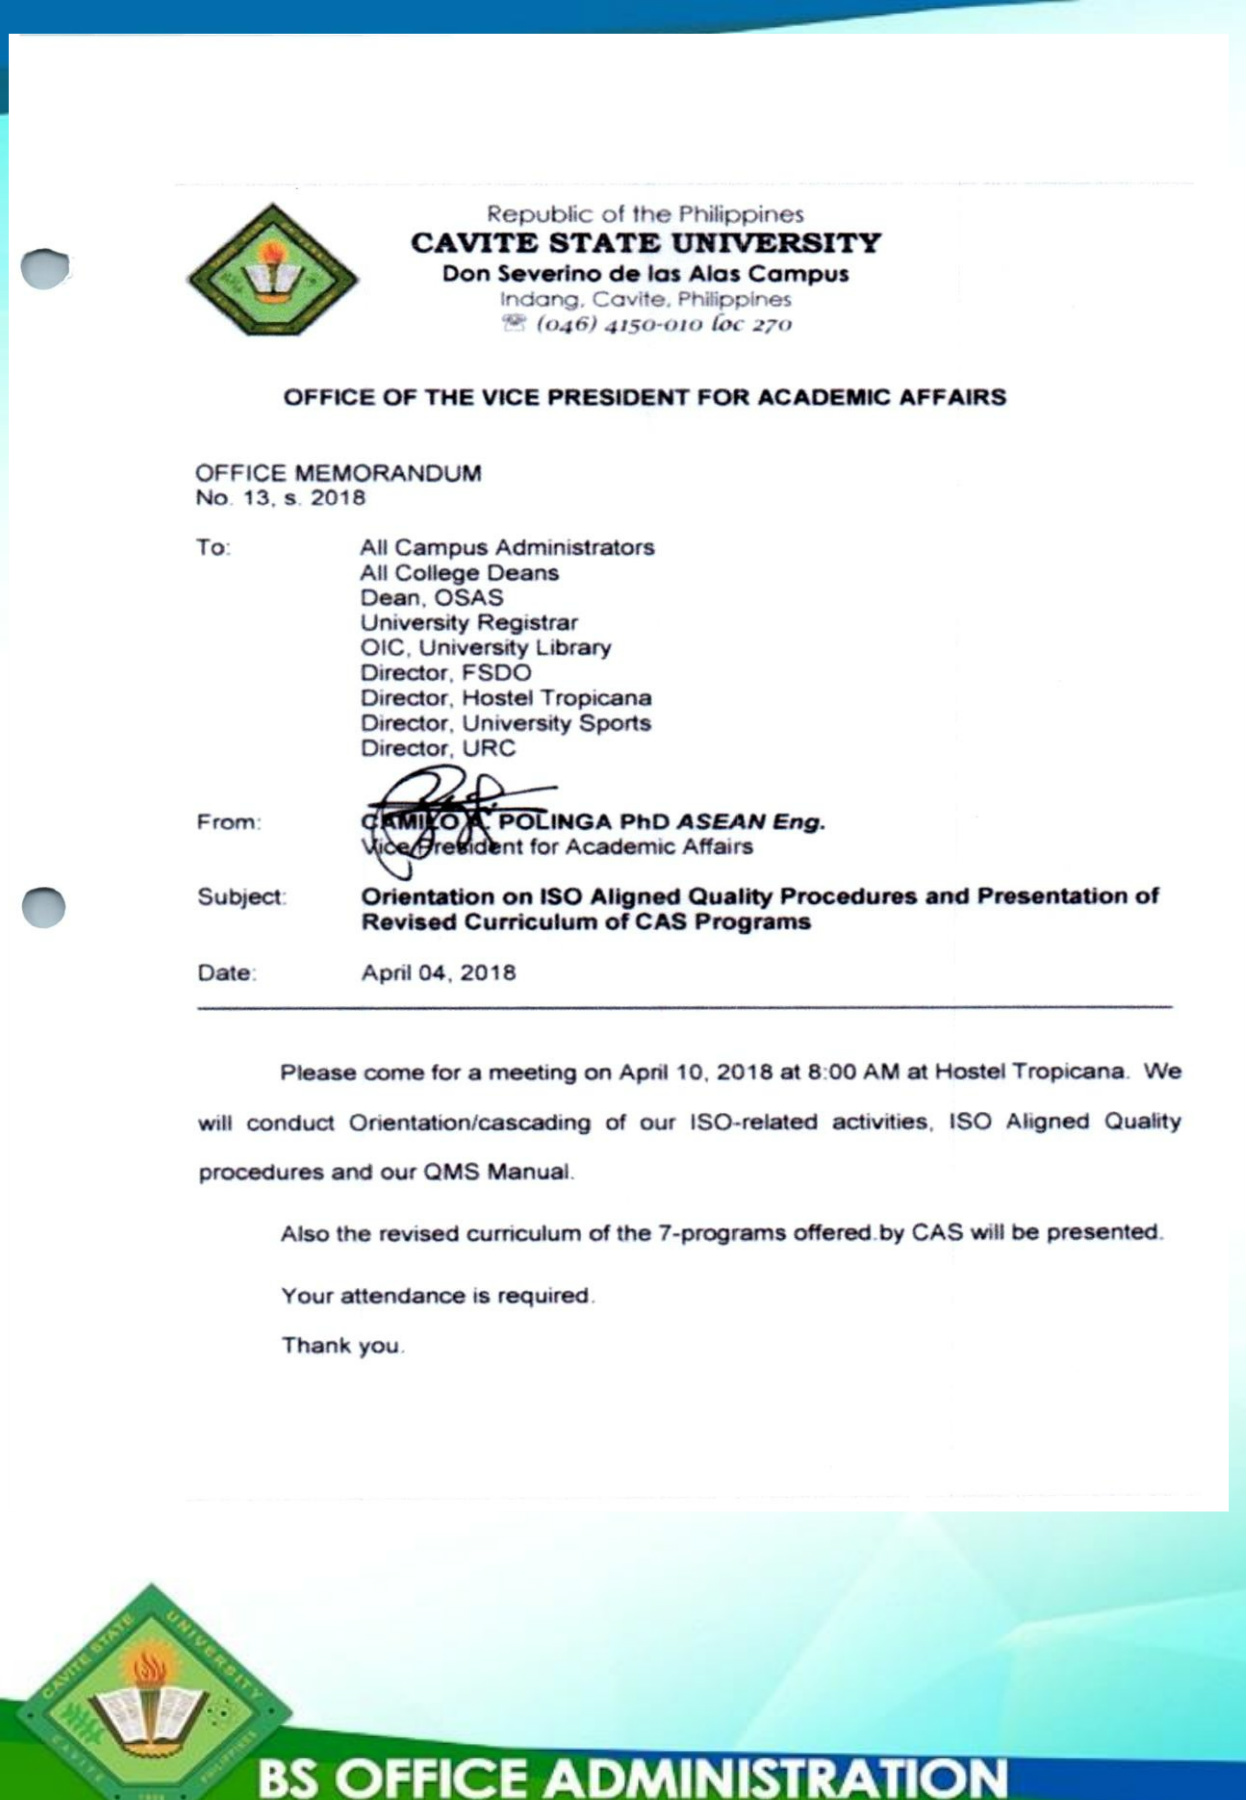 Republic of the Philippines
CAVITE STATE UNIVERSITY
Don Severino de las Alas Campus
Indang, Cavite, Philippines
☏ (046) 4150-010 loc 270
OFFICE OF THE VICE PRESIDENT FOR ACADEMIC AFFAIRS
OFFICE MEMORANDUM
No. 13, s. 2018
To: All Campus Administrators
All College Deans
Dean, OSAS
University Registrar
OIC, University Library
Director, FSDO
Director, Hostel Tropicana
Director, University Sports
Director, URC
From: CAMILO A. POLINGA PhD ASEAN Eng.
Vice President for Academic Affairs
Subject: Orientation on ISO Aligned Quality Procedures and Presentation of
Revised Curriculum of CAS Programs
Date: April 04, 2018
Please come for a meeting on April 10, 2018 at 8:00 AM at Hostel Tropicana. We
will conduct Orientation/cascading of our ISO-related activities, ISO Aligned Quality
procedures and our QMS Manual.
Also the revised curriculum of the 7-programs offered by CAS will be presented.
Your attendance is required.
Thank you.
CAVITE STATE UNIVERSITY
CAVITE PHILIPPINES
BS OFFICE ADMINISTRATION